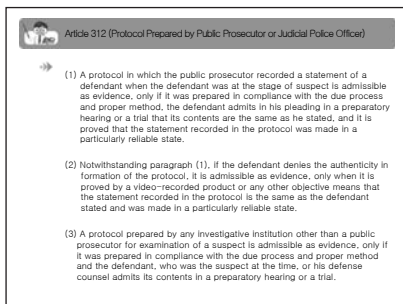 Article 312 (Protocol Prepared by Public Prosecutor or Judicial Police Officer)
(1) A protocol in which the public prosecutor recorded a statement of a
defendant when the defendant was at the stage of suspect is admissible
as evidence, only if it was prepared in compliance with the due process
and proper method, the defendant admits in his pleading in a preparatory
hearing or a trial that its contents are the same as he stated, and it is
proved that the statement recorded in the protocol was made in a
particularly reliable state.
(2) Notwithstanding paragraph (1), if the defendant denies the authenticity in
formation of the protocol, it is admissible as evidence, only when it is
proved by a video-recorded product or any other objective means that
the statement recorded in the protocol is the same as the defendant
stated and was made in a particularly reliable state.
(3) A protocol prepared by any investigative institution other than a public
prosecutor for examination of a suspect is admissible as evidence, only if
it was prepared in compliance with the due process and proper method
and the defendant, who was the suspect at the time, or his defense
counsel admits its contents in a preparatory hearing or a trial.